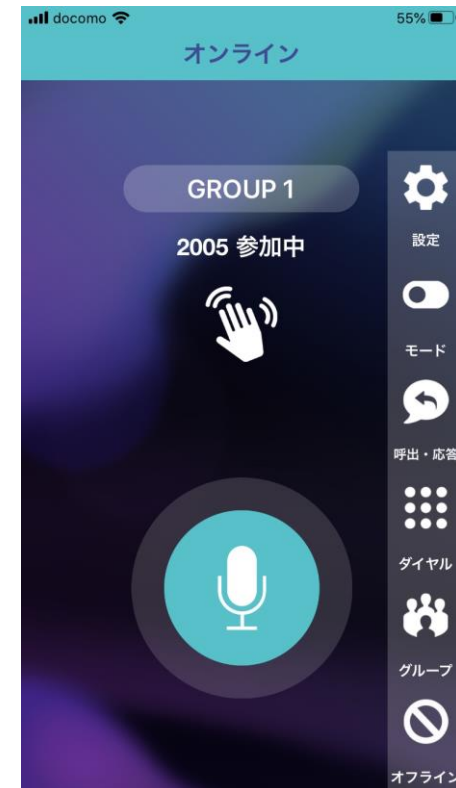 docomo
55%
オンライン
GROUP 1
2005 参加中
設定
モード
呼出・応答
ダイヤル
グループ
オフライン